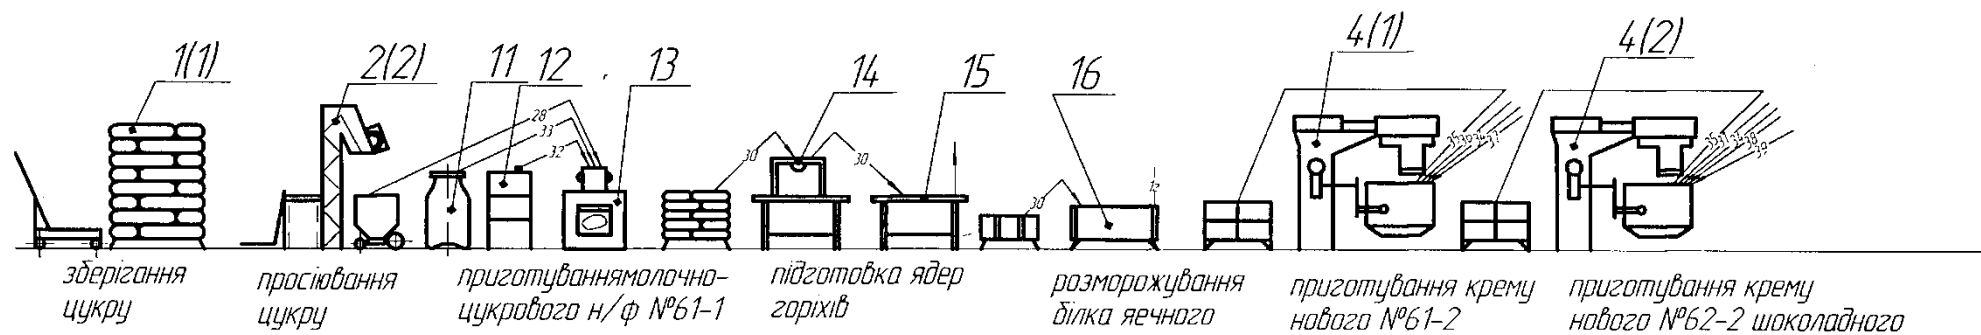 1(1)
2(2)
11
12
13
14
15
16
4(1)
4(2)
28
33
32
30
30
30
зберігання
цукру
просіювання
цукру
приготуваннямолочно-
цукрового н/ф №61-1
підготовка ядер
горіхів
розморожування
білка яечного
приготування крему
нового №61-2
приготування крему
нового №62-2 шоколадного